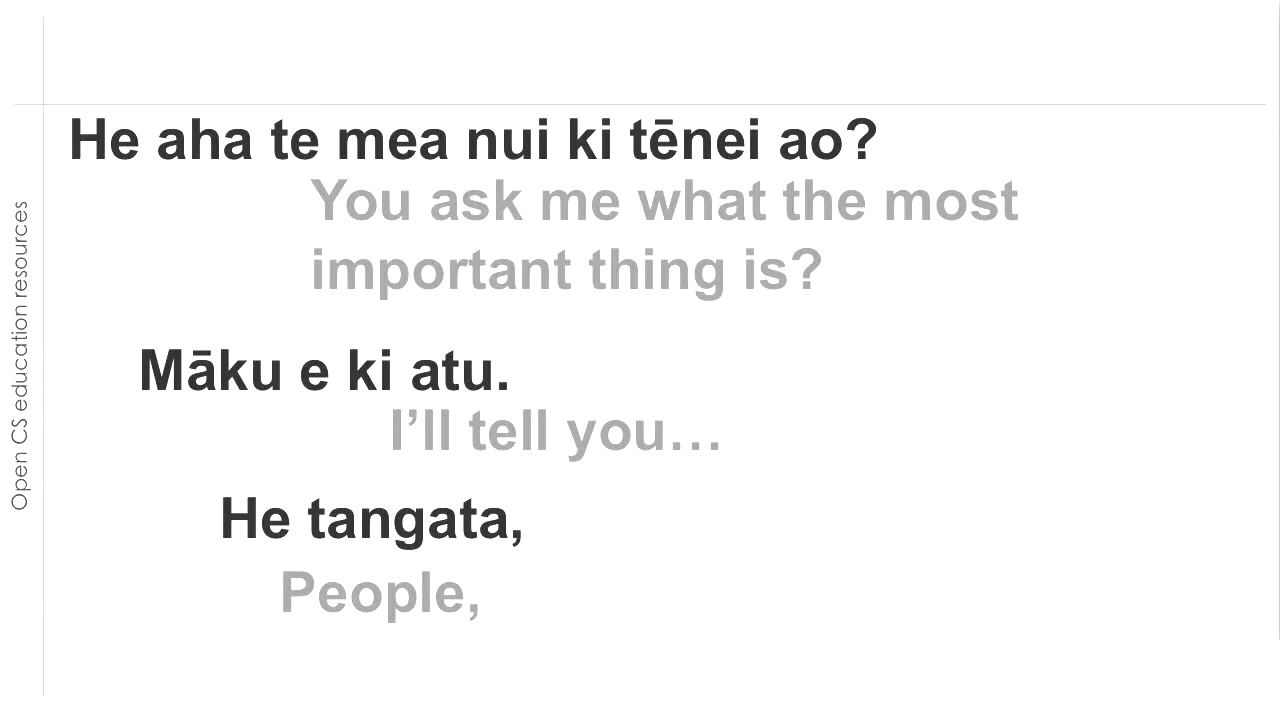 He aha te mea nui ki tēnei ao?
You ask me what the most
important thing is?
Māku e ki atu.
I’ll tell you…
He tangata,
People,
Open CS education resources